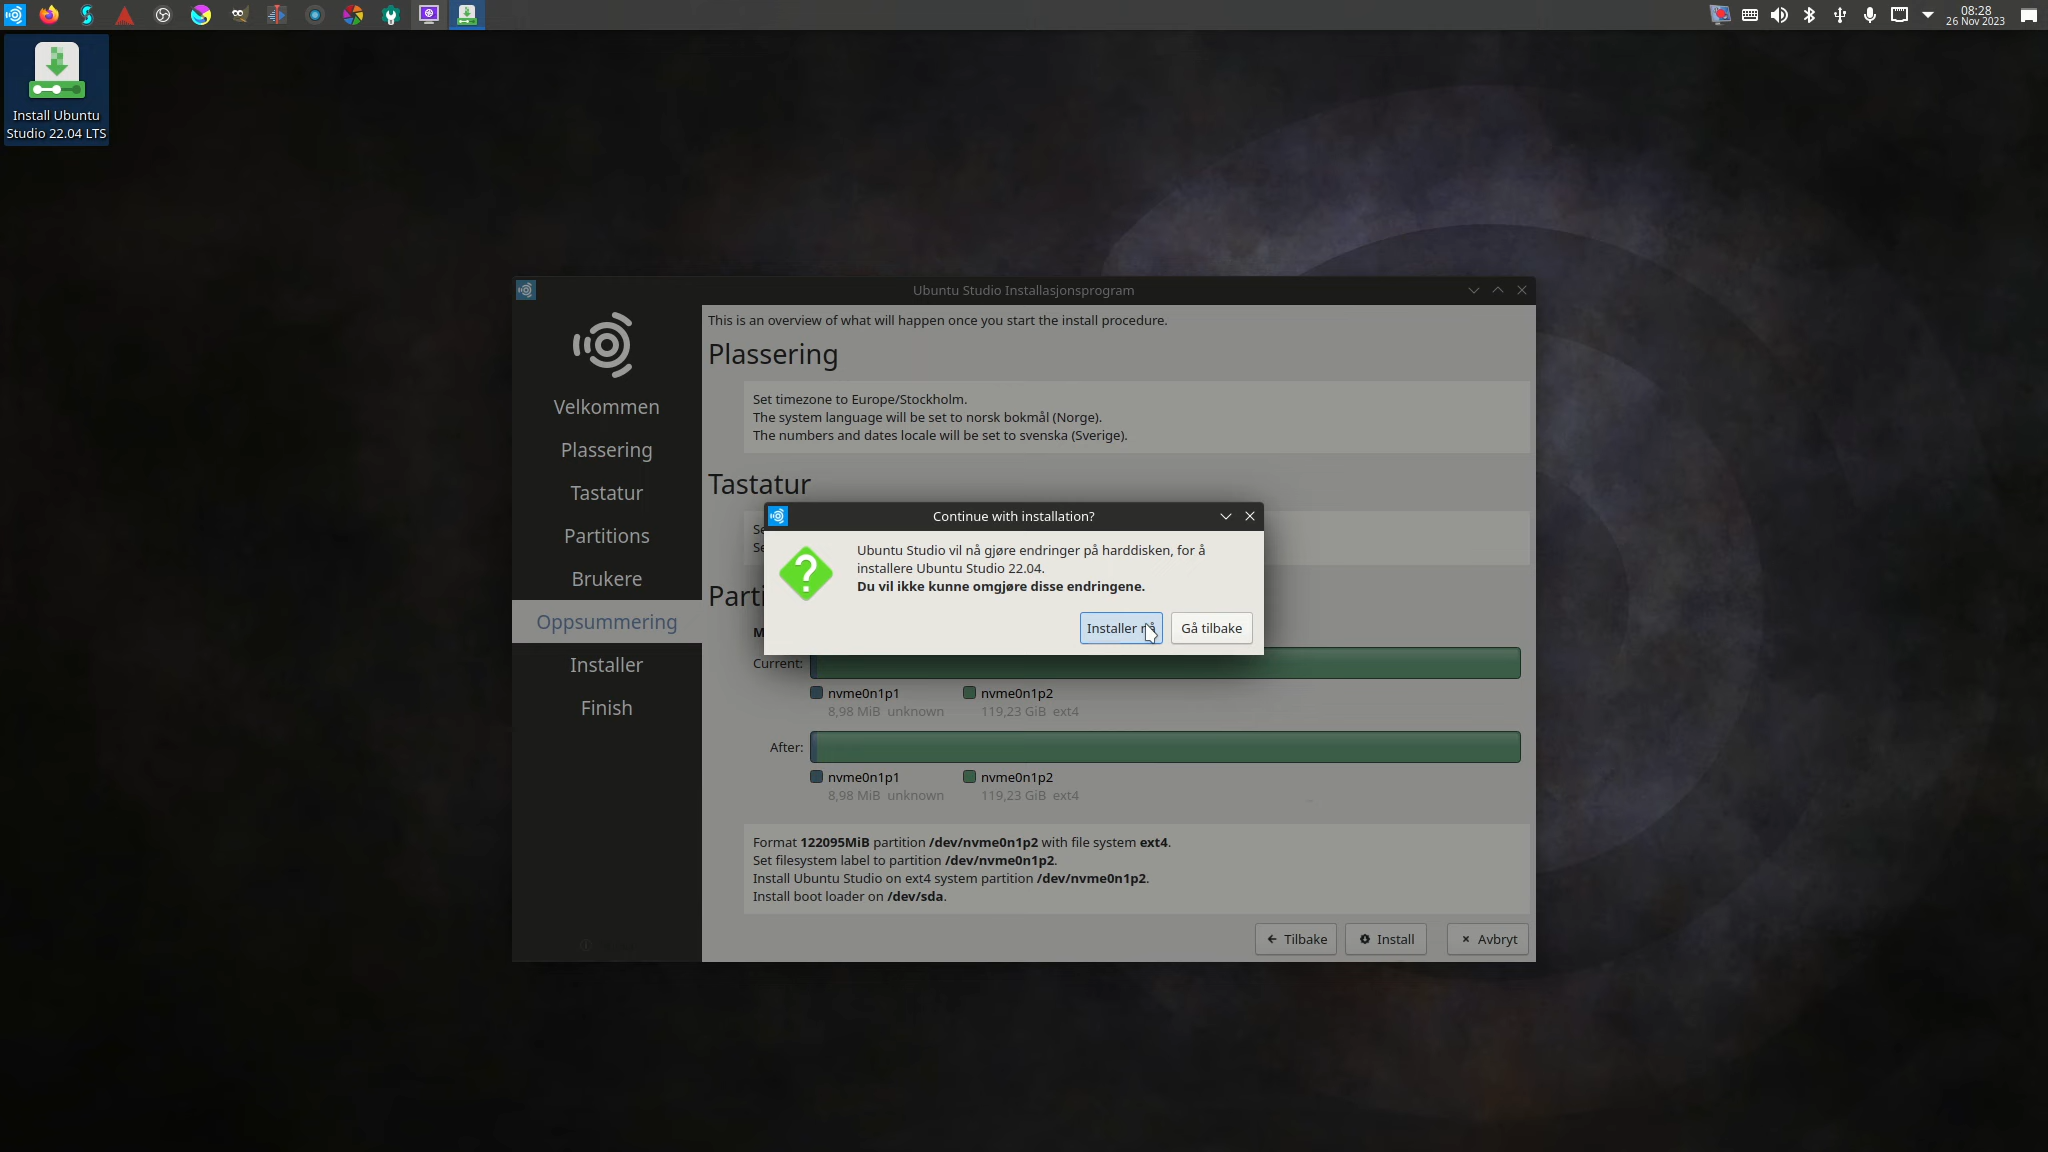 08:28
26 Nov 2023
Install Ubuntu
Studio 22.04 LTS
Ubuntu Studio Installasjonsprogram
This is an overview of what will happen once you start the install procedure.
Velkommen
Plassering
Tastatur
Partitions
Brukere
Oppsummering
Installer
Finish
Plassering
Set timezone to Europe/Stockholm.
The system language will be set to norsk bokmål (Norge).
The numbers and dates locale will be set to svenska (Sverige).
Tastatur
Continue with installation?
Ubuntu Studio vil nå gjøre endringer på harddisken, for å
installere Ubuntu Studio 22.04.
Du vil ikke kunne omgjøre disse endringene.
Installer nå
Gå tilbake
Current:
nvme0n1p1
8,98 MiB unknown
nvme0n1p2
119,23 GiB ext4
After:
nvme0n1p1
8,98 MiB unknown
nvme0n1p2
119,23 GiB ext4
Format 122095MiB partition /dev/nvme0n1p2 with file system ext4.
Set filesystem label to partition /dev/nvme0n1p2.
Install Ubuntu Studio on ext4 system partition /dev/nvme0n1p2.
Install boot loader on /dev/sda.
Tilbake
Install
Avbryt